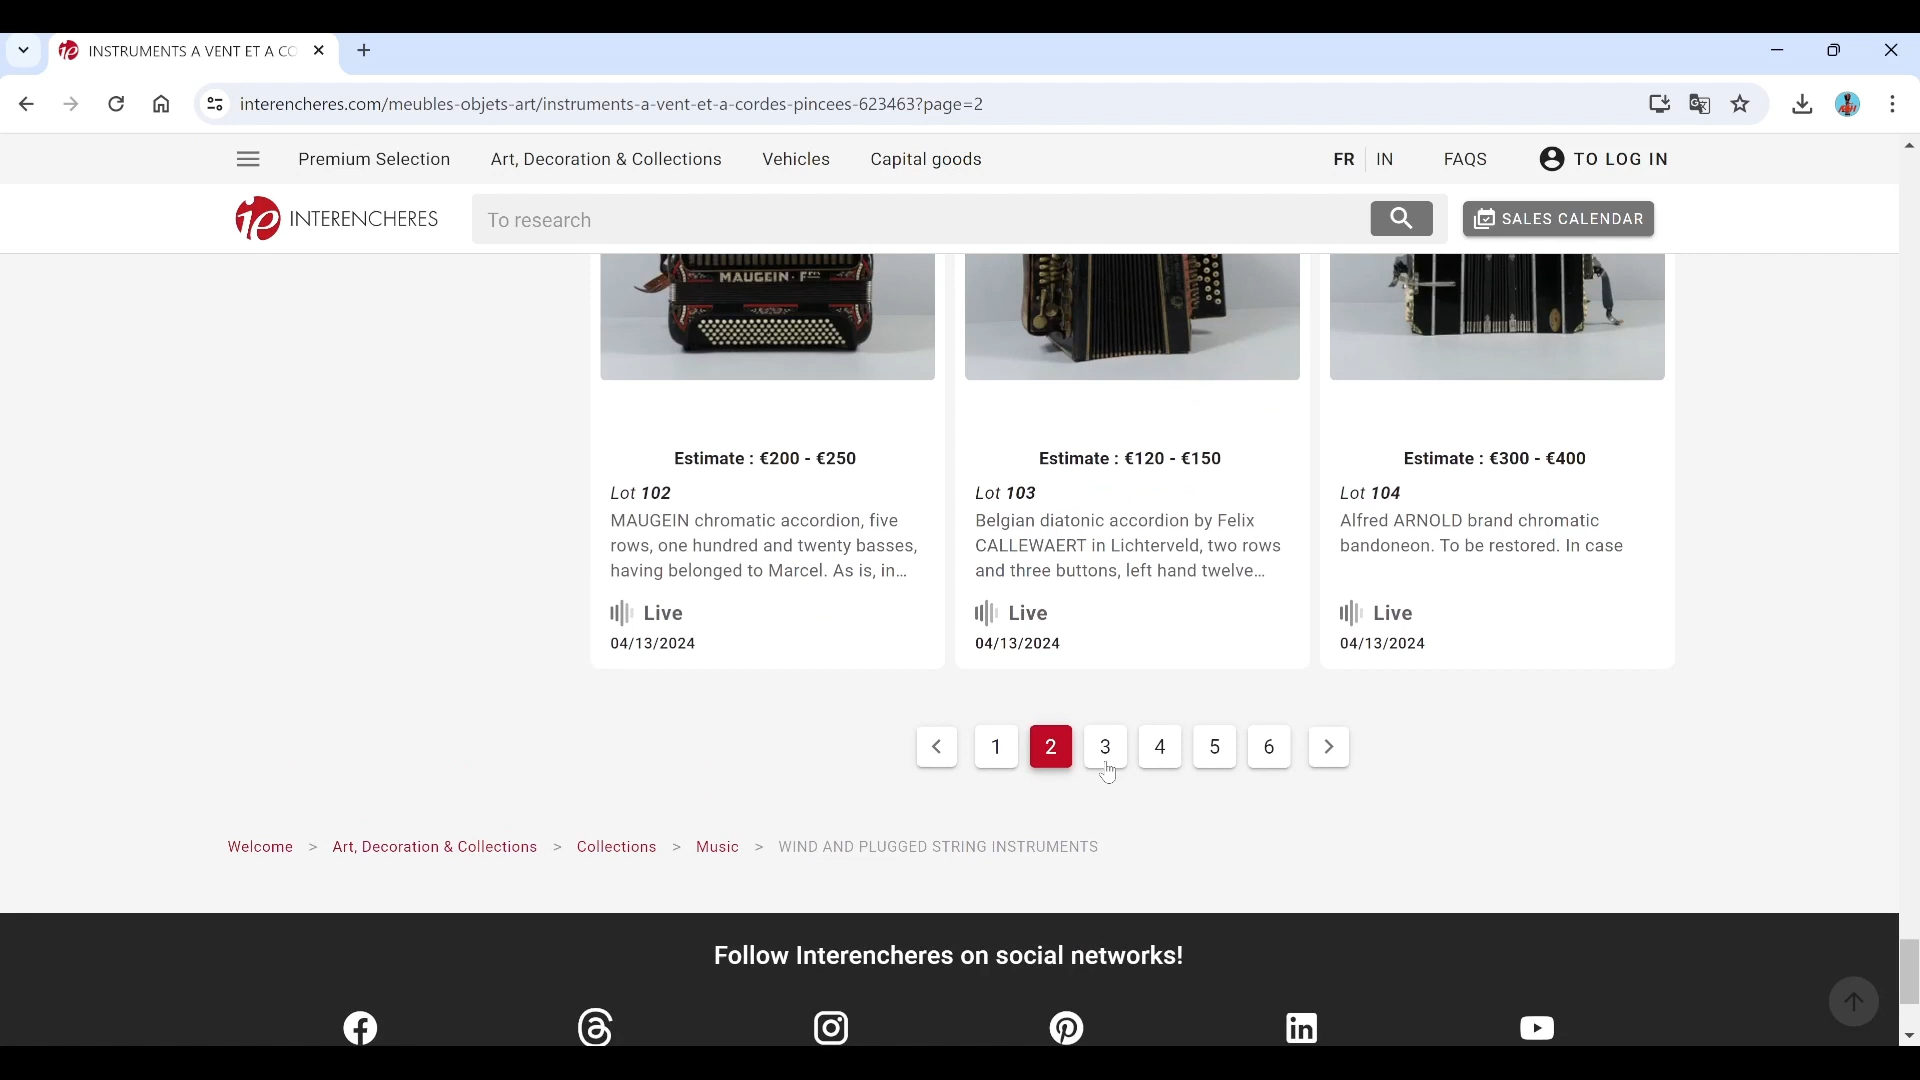 INSTRUMENTS A VENT ET A CO
interencheres.com/meubles-objets-art/instruments-a-vent-et-a-cordes-pincees-623463?page=2
Premium Selection Art, Decoration & Collections Vehicles Capital goods FR IN FAQS TO LOG IN
INTERENCHERES To research SALES CALENDAR
MAUGEIN
Estimate : €200 - €250
Lot 102
MAUGEIN chromatic accordion, five
rows, one hundred and twenty basses,
having belonged to Marcel. As is, in...
Live
04/13/2024
Estimate : €120 - €150
Lot 103
Belgian diatonic accordion by Felix
CALLEWAERT in Lichterveld, two rows
and three buttons, left hand twelve...
Live
04/13/2024
Estimate : €300 - €400
Lot 104
Alfred ARNOLD brand chromatic
bandoneon. To be restored. In case
Live
04/13/2024
< 1 2 3 4 5 6 >
Welcome > Art, Decoration & Collections > Collections > Music > WIND AND PLUGGED STRING INSTRUMENTS
Follow Interencheres on social networks!